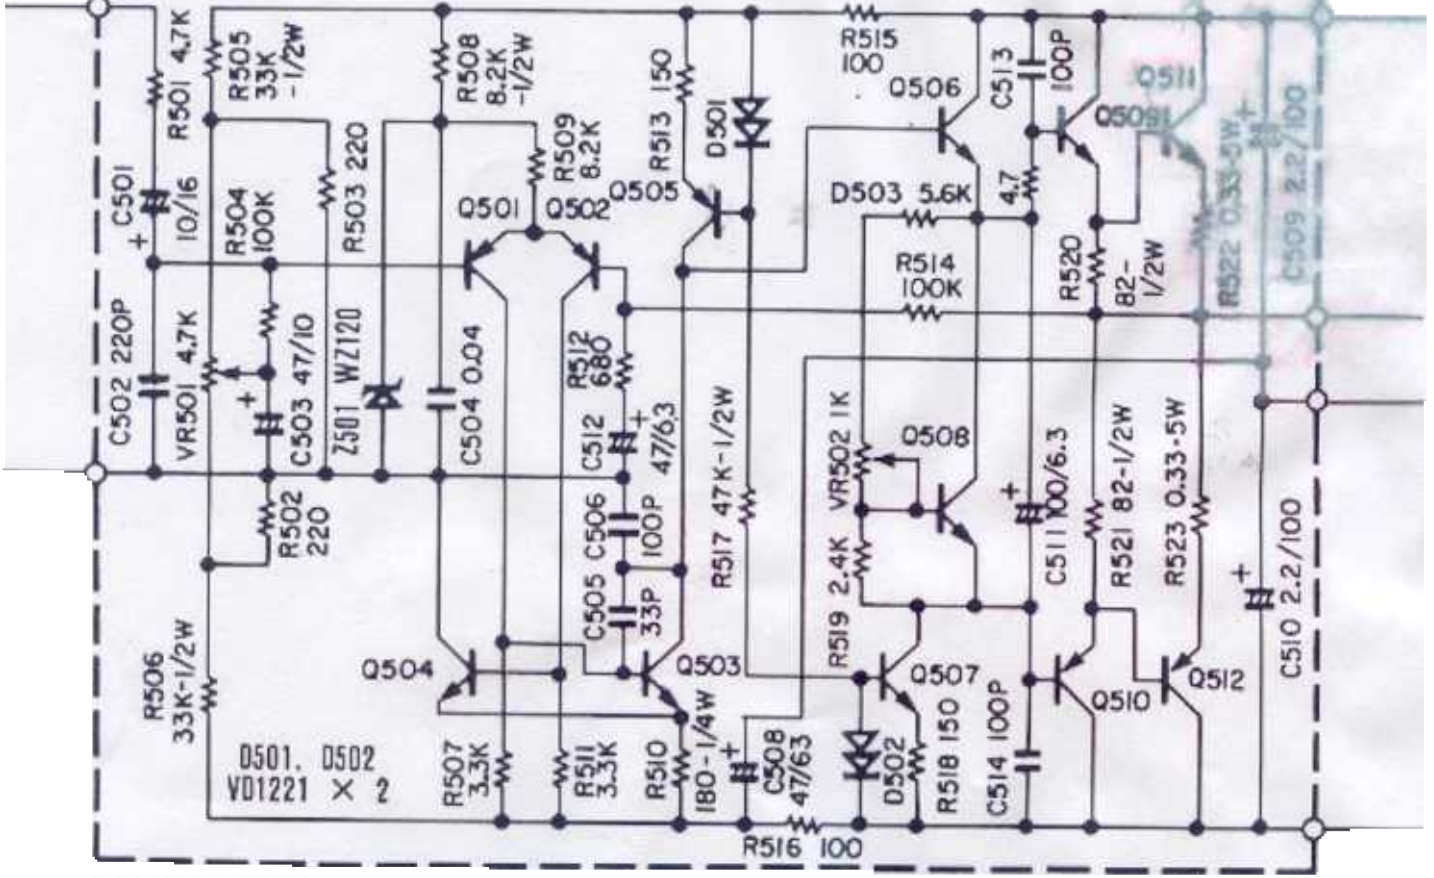 R501 4.7K
R505
33K
-1/2W
R508
8.2K
-1/2W
R513 150
D501
R515
100
Q506
C513
100P
Q511
Q509
R522 0.33-5W
C509 2.2/100
C501
10/16
+
R504
100K
R503 220
R509
8.2K
Q501
Q502
Q505
D503 5.6K
4.7
R514
100K
R520
82-
1/2W
C502 220P
VR501 4.7K
+
C503 47/10
Z501 WZ120
C504 0.04
R512
680
C512
+
47/6.3
R517 47K-1/2W
VR502 1K
Q508
+
C511 100/6.3
R521 82-1/2W
R523 0.33-5W
+
C510 2.2/100
R502
220
C506
100P
C505
33P
R519 2.4K
R506
33K-1/2W
Q504
Q503
Q507
Q510
Q512
D501. D502
VD1221 × 2
R507
3.3K
R511
3.3K
R510
180-1/4W
+
C508
47/63
D502
R518 150
C514 100P
R516 100